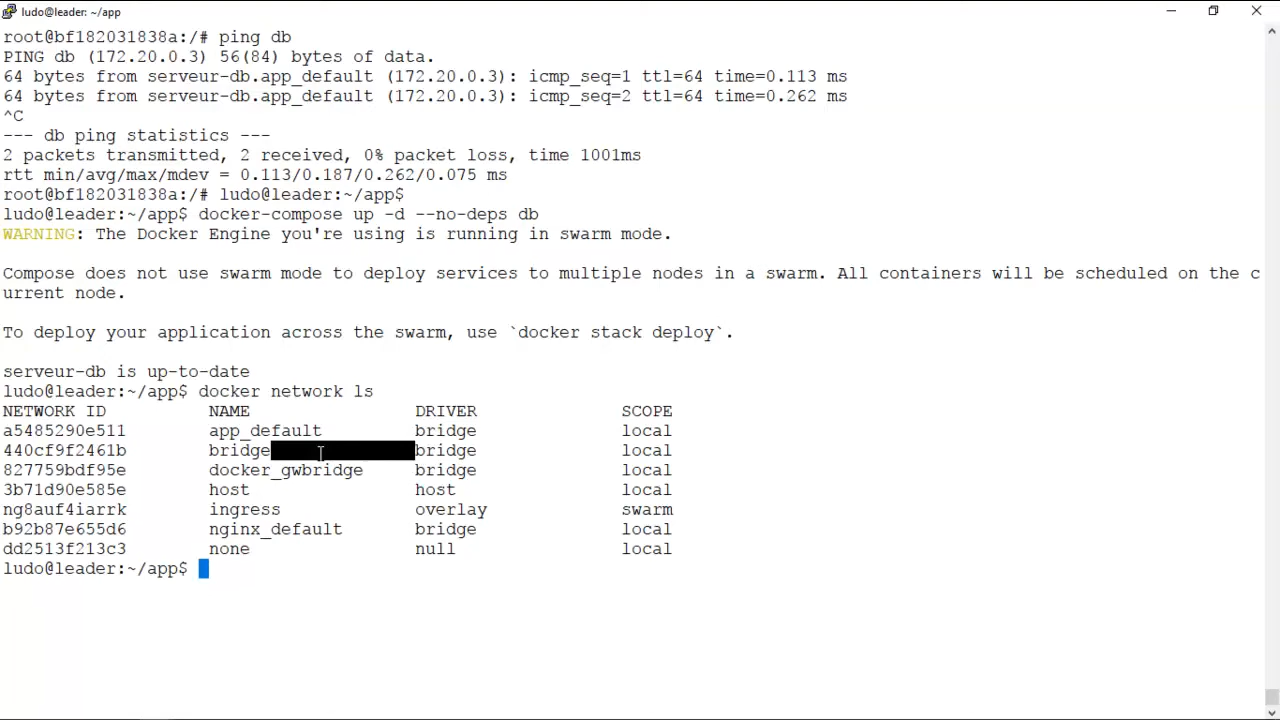 ludo@leader: ~/app
root@bf182031838a:/# ping db
PING db (172.20.0.3) 56(84) bytes of data.
64 bytes from serveur-db.app_default (172.20.0.3): icmp_seq=1 ttl=64 time=0.113 ms
64 bytes from serveur-db.app_default (172.20.0.3): icmp_seq=2 ttl=64 time=0.262 ms
^C
--- db ping statistics ---
2 packets transmitted, 2 received, 0% packet loss, time 1001ms
rtt min/avg/max/mdev = 0.113/0.187/0.262/0.075 ms
root@bf182031838a:/# ludo@leader:~/app$
ludo@leader:~/app$ docker-compose up -d --no-deps db
WARNING: The Docker Engine you're using is running in swarm mode.
Compose does not use swarm mode to deploy services to multiple nodes in a swarm. All containers will be scheduled on the c
urrent node.
To deploy your application across the swarm, use `docker stack deploy`.
serveur-db is up-to-date
ludo@leader:~/app$ docker network ls
NETWORK ID NAME DRIVER SCOPE
a5485290e511 app_default bridge local
440cf9f2461b bridge bridge local
827759bdf95e docker_gwbridge bridge local
3b71d90e585e host host local
ng8auf4iarrk ingress overlay swarm
b92b87e655d6 nginx_default bridge local
dd2513f213c3 none null local
ludo@leader:~/app$